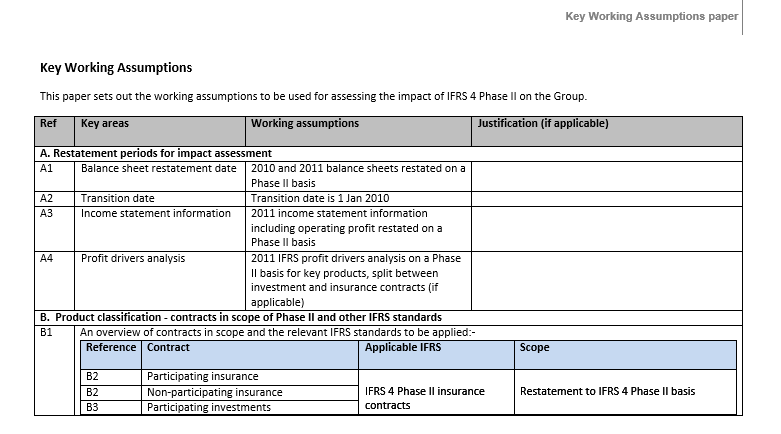 Key Working Assumptions paper
Key Working Assumptions
This paper sets out the working assumptions to be used for assessing the impact of IFRS 4 Phase II on the Group.
Ref Key areas Working assumptions Justification (if applicable)
A. Restatement periods for impact assessment
A1 Balance sheet restatement date 2010 and 2011 balance sheets restated on a
Phase II basis
A2 Transition date Transition date is 1 Jan 2010
A3 Income statement information 2011 income statement information
including operating profit restated on a
Phase II basis
A4 Profit drivers analysis 2011 IFRS profit drivers analysis on a Phase
II basis for key products, split between
investment and insurance contracts (if
applicable)
B. Product classification - contracts in scope of Phase II and other IFRS standards
B1 An overview of contracts in scope and the relevant IFRS standards to be applied:-
Reference Contract Applicable IFRS Scope
B2 Participating insurance
B2 Non-participating insurance
B3 Participating investments
IFRS 4 Phase II insurance
contracts
Restatement to IFRS 4 Phase II basis